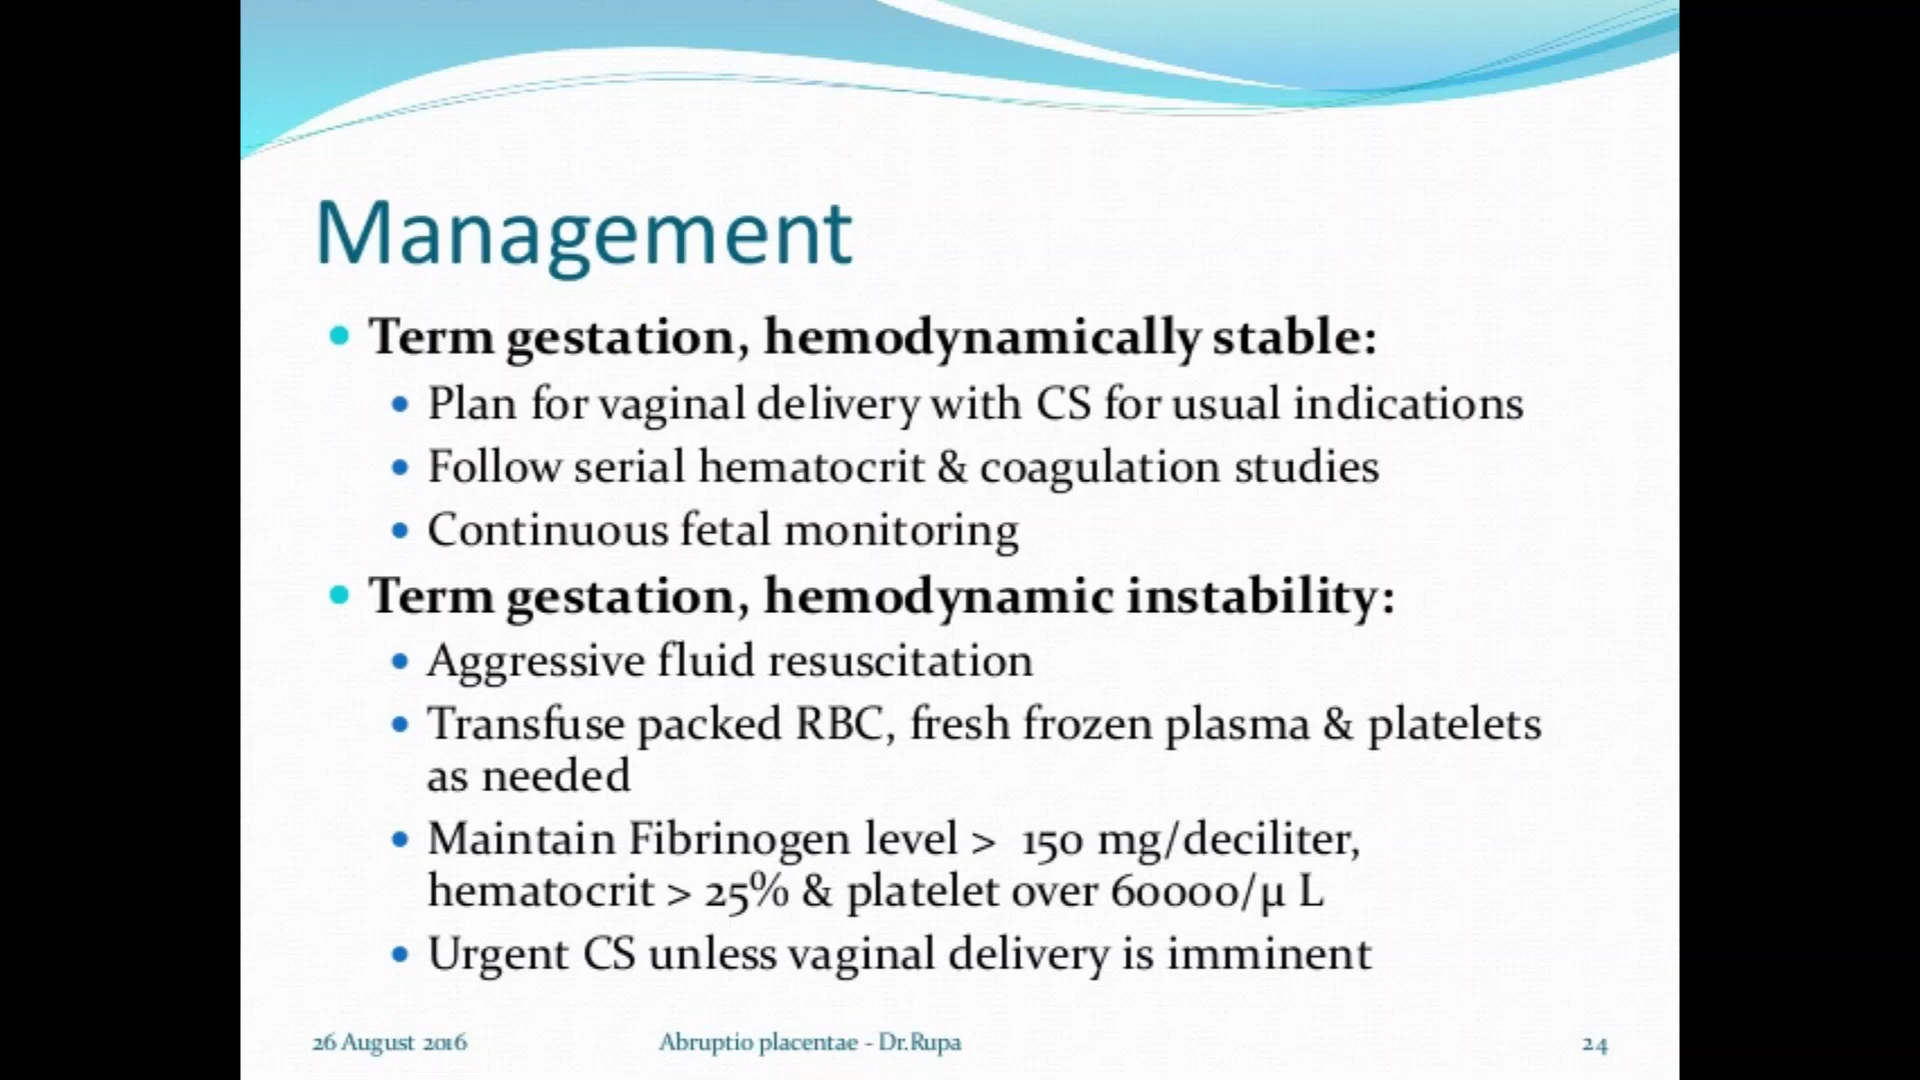 Management
• Term gestation, hemodynamically stable:
• Plan for vaginal delivery with CS for usual indications
• Follow serial hematocrit & coagulation studies
• Continuous fetal monitoring
• Term gestation, hemodynamic instability:
• Aggressive fluid resuscitation
• Transfuse packed RBC, fresh frozen plasma & platelets
as needed
• Maintain Fibrinogen level > 150 mg/deciliter,
hematocrit > 25% & platelet over 60000/μ L
• Urgent CS unless vaginal delivery is imminent
26 August 2016 Abruptio placentae - Dr.Rupa 24